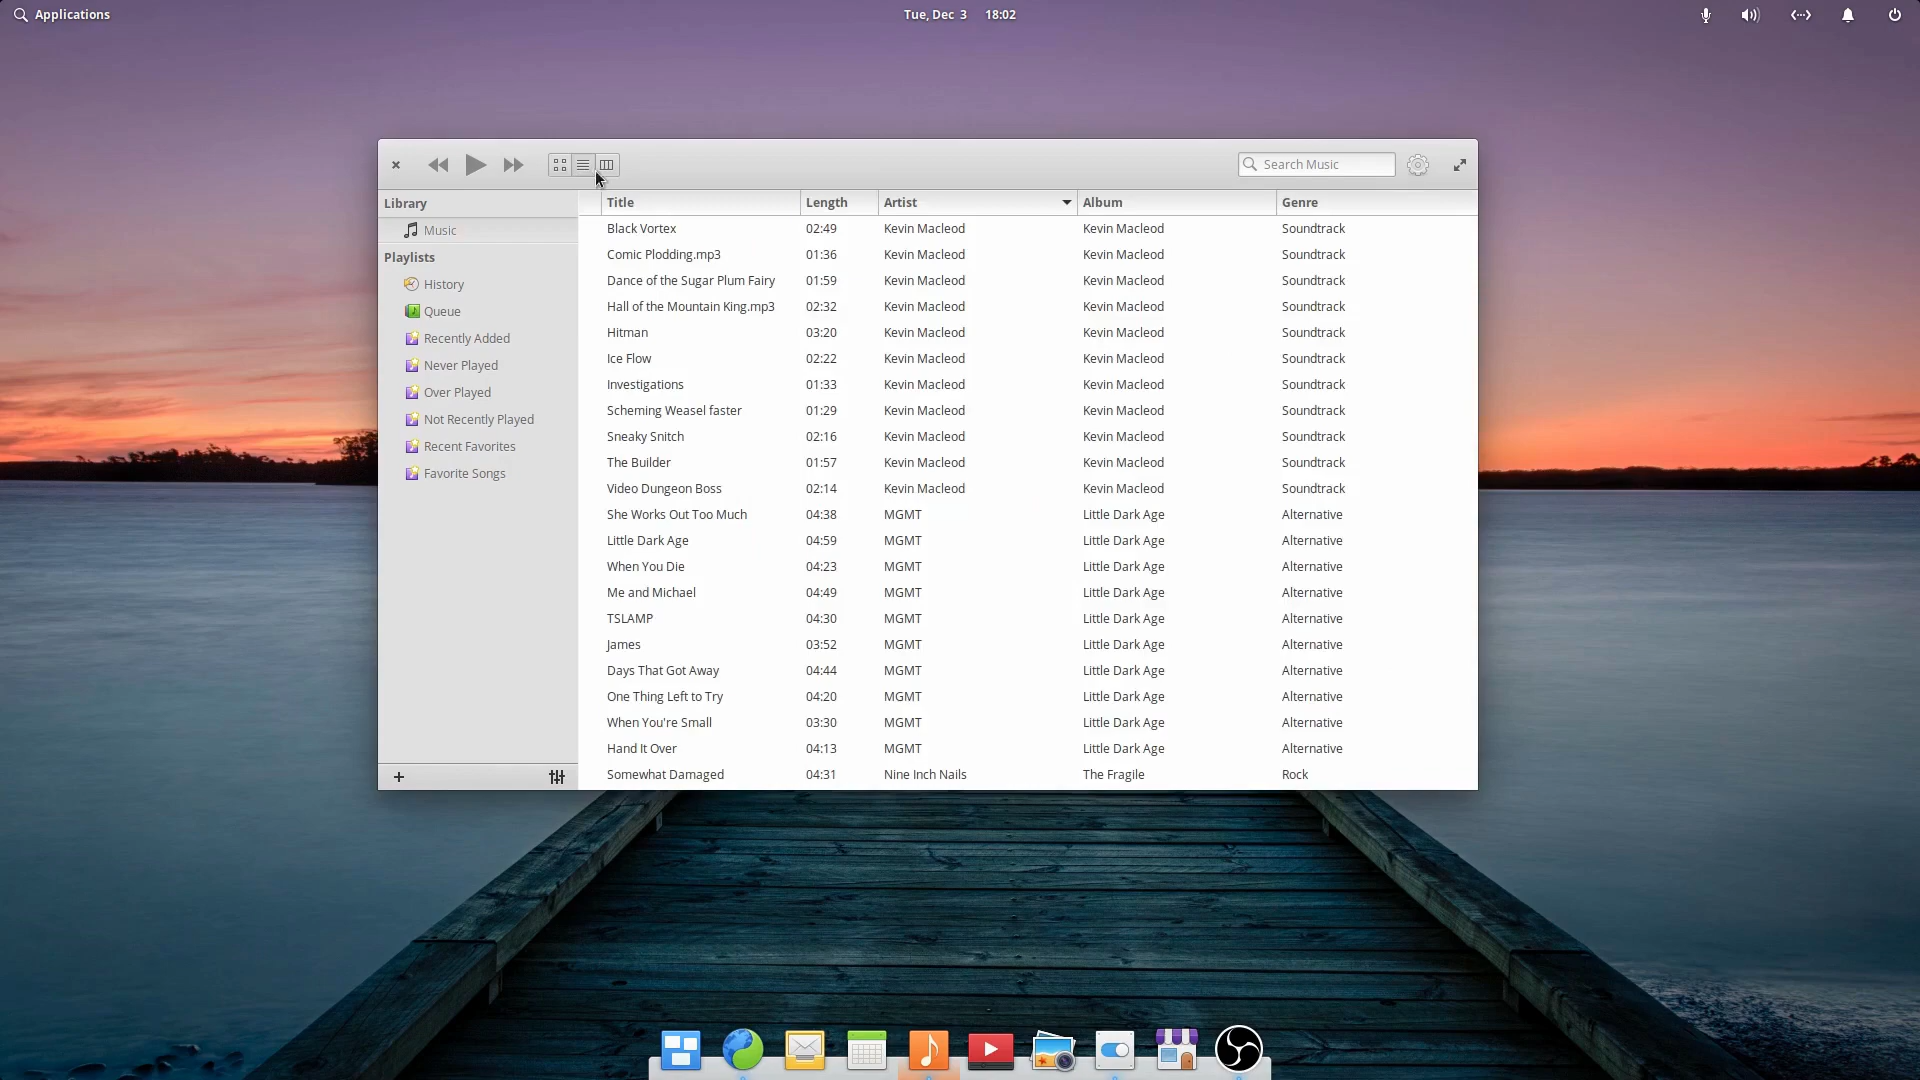 Applications
Tue, Dec 3 18:02
Search Music
Library
Music
Playlists
History
Queue
Recently Added
Never Played
Over Played
Not Recently Played
Recent Favorites
Favorite Songs
Title Length Artist Album Genre
Black Vortex 02:49 Kevin Macleod Kevin Macleod Soundtrack
Comic Plodding.mp3 01:36 Kevin Macleod Kevin Macleod Soundtrack
Dance of the Sugar Plum Fairy 01:59 Kevin Macleod Kevin Macleod Soundtrack
Hall of the Mountain King.mp3 02:32 Kevin Macleod Kevin Macleod Soundtrack
Hitman 03:20 Kevin Macleod Kevin Macleod Soundtrack
Ice Flow 02:22 Kevin Macleod Kevin Macleod Soundtrack
Investigations 01:33 Kevin Macleod Kevin Macleod Soundtrack
Scheming Weasel faster 01:29 Kevin Macleod Kevin Macleod Soundtrack
Sneaky Snitch 02:16 Kevin Macleod Kevin Macleod Soundtrack
The Builder 01:57 Kevin Macleod Kevin Macleod Soundtrack
Video Dungeon Boss 02:14 Kevin Macleod Kevin Macleod Soundtrack
She Works Out Too Much 04:38 MGMT Little Dark Age Alternative
Little Dark Age 04:59 MGMT Little Dark Age Alternative
When You Die 04:23 MGMT Little Dark Age Alternative
Me and Michael 04:49 MGMT Little Dark Age Alternative
TSLAMP 04:30 MGMT Little Dark Age Alternative
James 03:52 MGMT Little Dark Age Alternative
Days That Got Away 04:44 MGMT Little Dark Age Alternative
One Thing Left to Try 04:20 MGMT Little Dark Age Alternative
When You're Small 03:30 MGMT Little Dark Age Alternative
Hand It Over 04:13 MGMT Little Dark Age Alternative
Somewhat Damaged 04:31 Nine Inch Nails The Fragile Rock